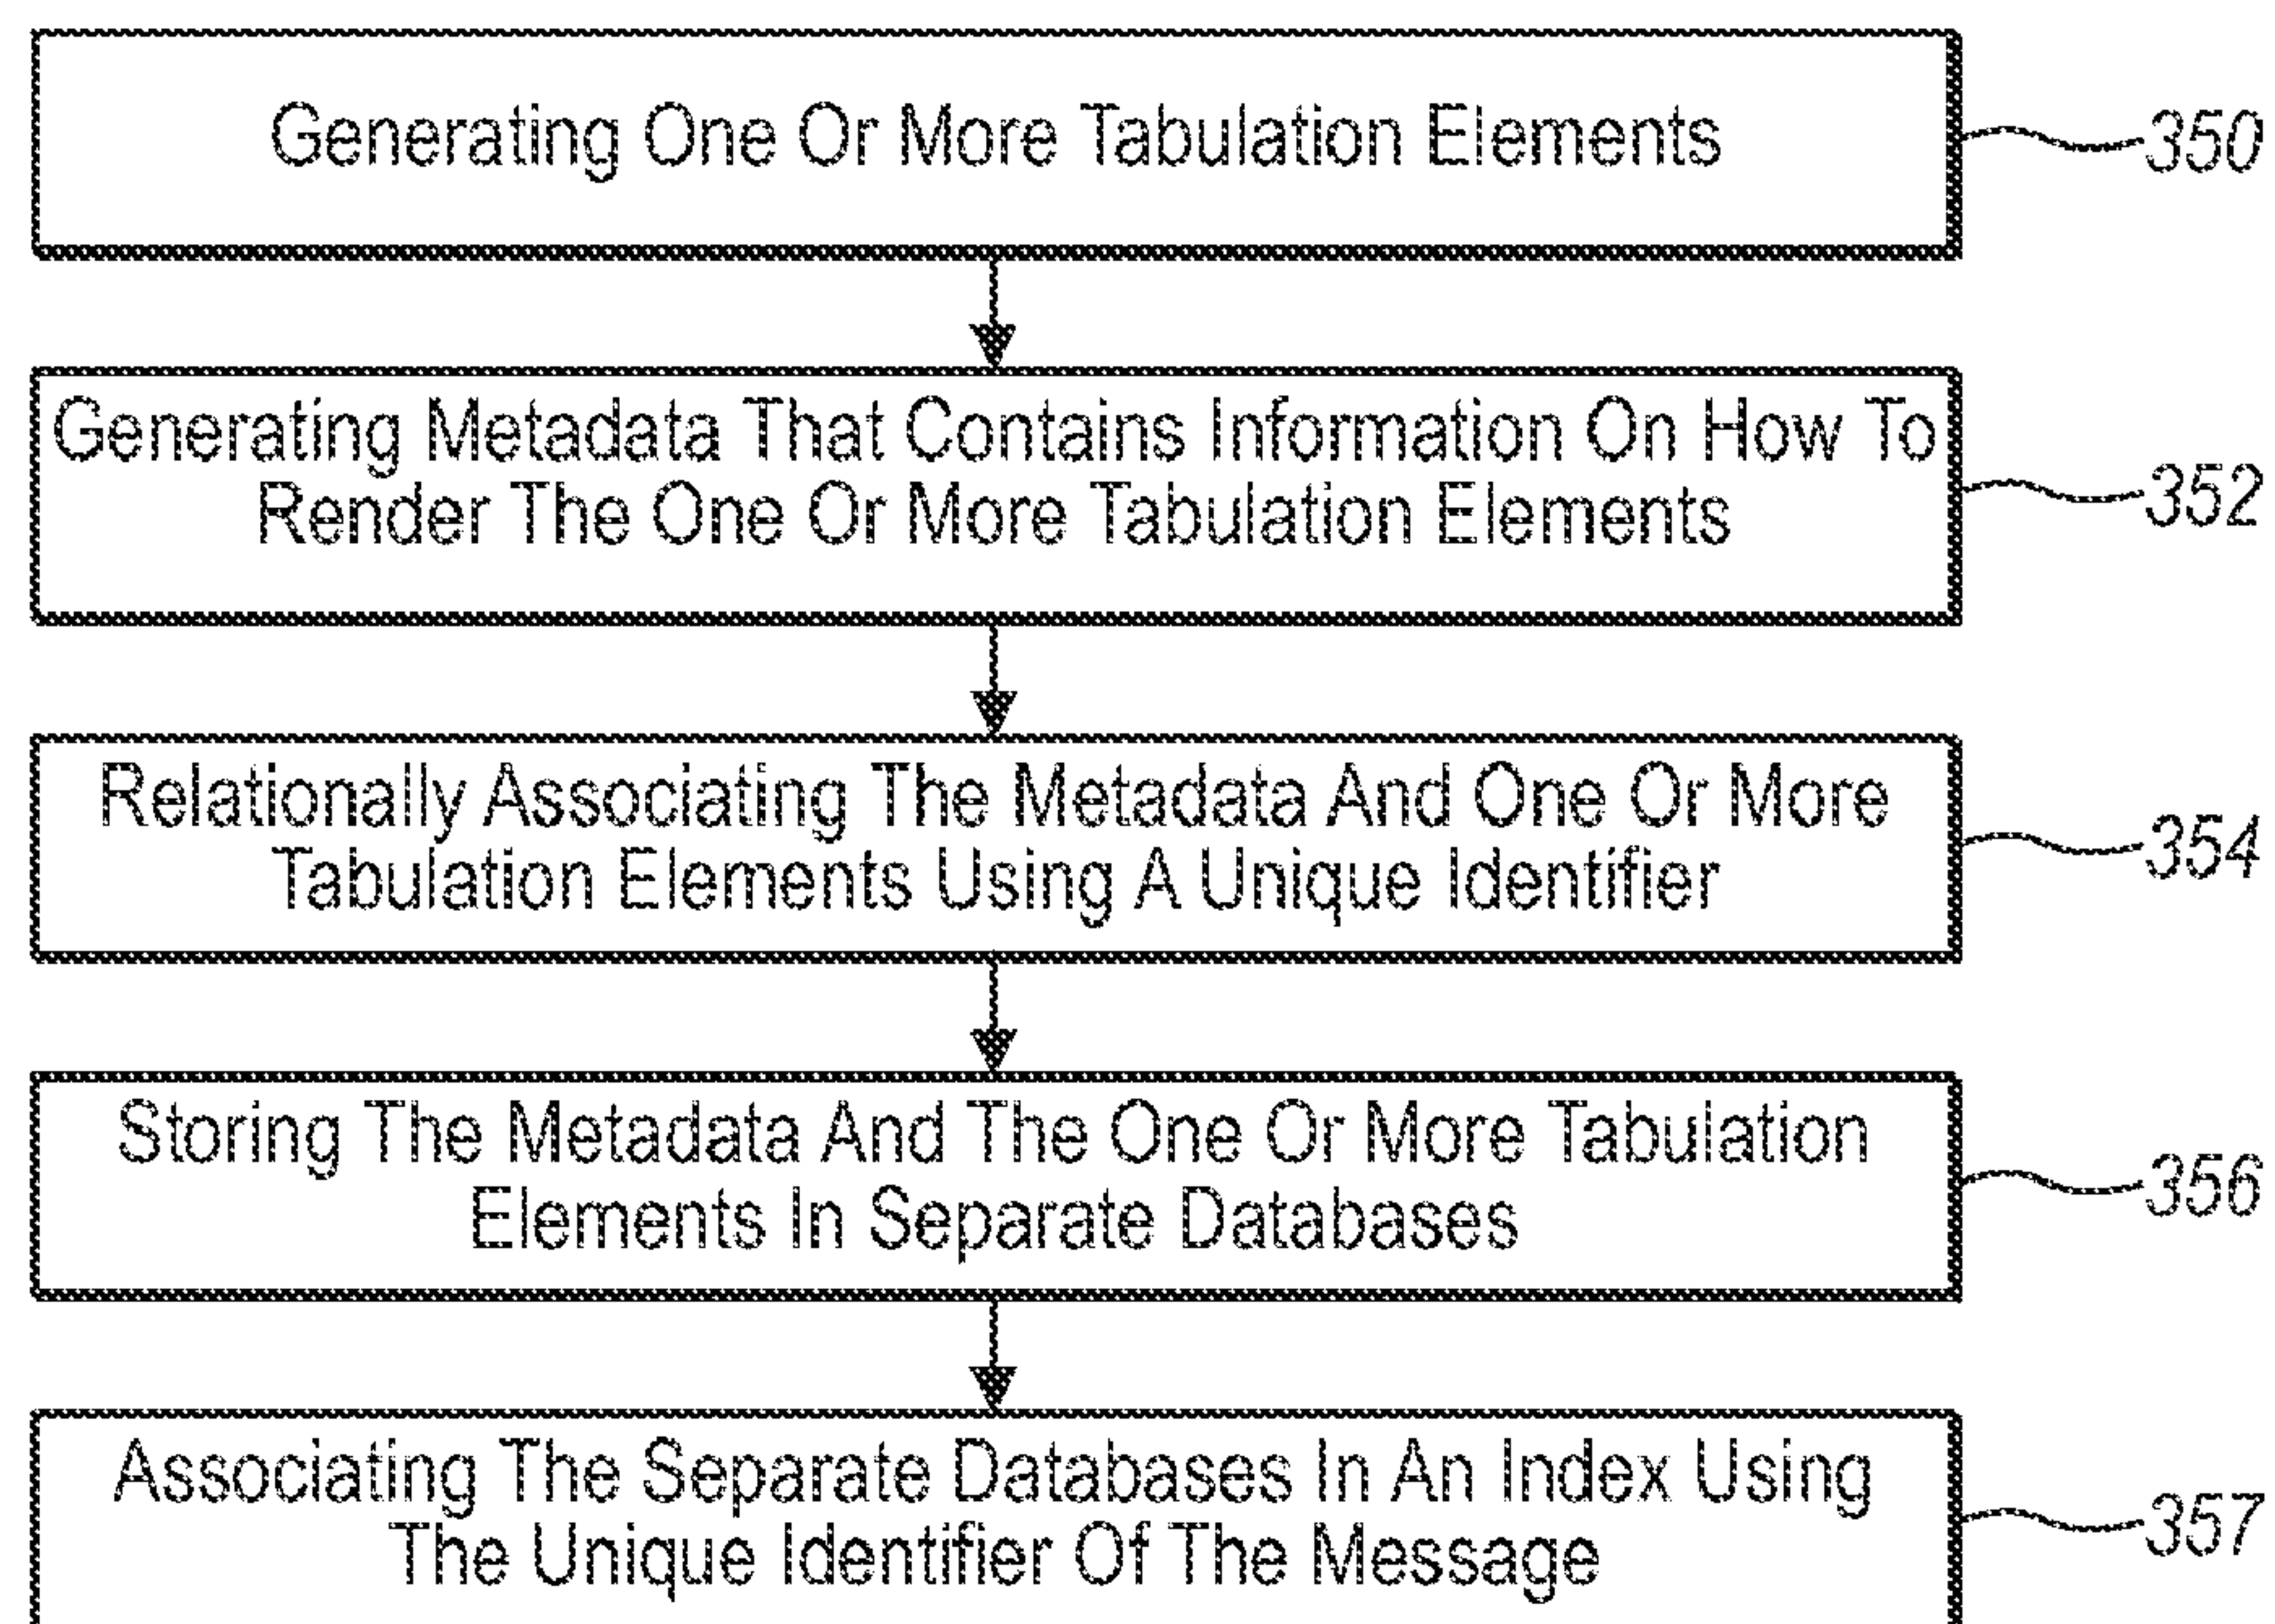 Generating One Or More Tabulation Elements
350
Generating Metadata That Contains Information On How To
Render The One Or More Tabulation Elements
352
Relationally Associating The Metadata And One Or More
Tabulation Elements Using A Unique Identifier
354
Storing The Metadata And The One Or More Tabulation
Elements In Separate Databases
356
Associating The Separate Databases In An Index Using
The Unique Identifier Of The Message
357